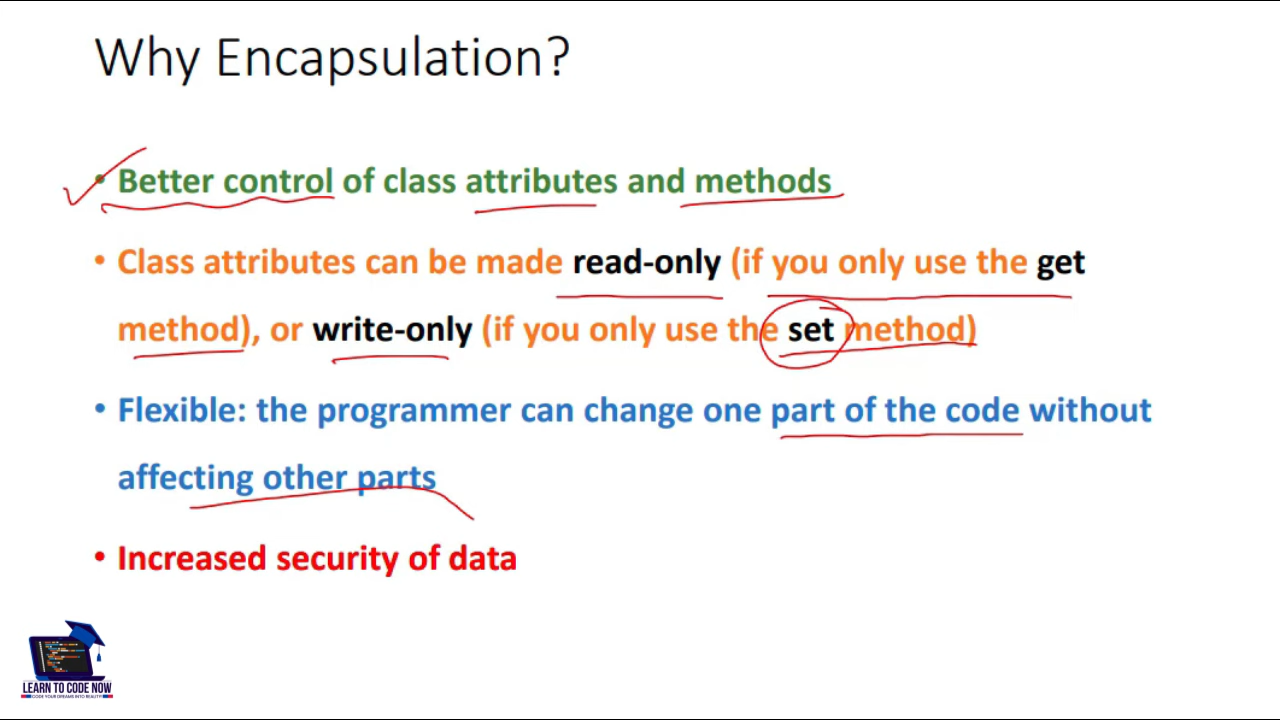 Why Encapsulation?
• Better control of class attributes and methods
• Class attributes can be made read-only (if you only use the get
method), or write-only (if you only use the set method)
• Flexible: the programmer can change one part of the code without
affecting other parts
• Increased security of data
LEARN TO CODE NOW
CODE YOUR DREAMS INTO REALITY